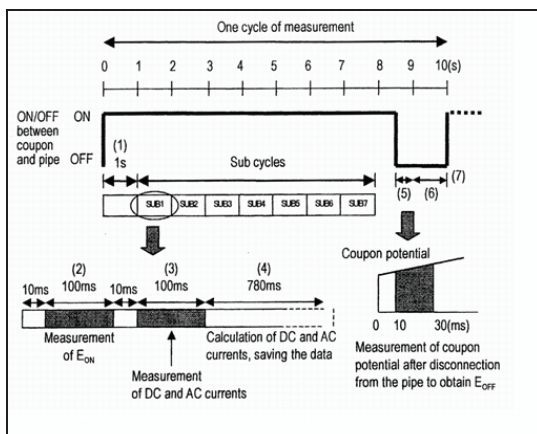 One cycle of measurement
0 1 2 3 4 5 6 7 8 9 10(s)
ON/OFF between coupon and pipe
ON
OFF
(1)
1s
Sub cycles
(5) (6) (7)
SUB1 SUB2 SUB3 SUB4 SUB5 SUB6 SUB7
(2) (3) (4)
10ms 100ms 10ms 100ms 780ms
Measurement of E_ON
Measurement of DC and AC currents
Calculation of DC and AC currents, saving the data
Coupon potential
0 10 30(ms)
Measurement of coupon potential after disconnection from the pipe to obtain E_OFF